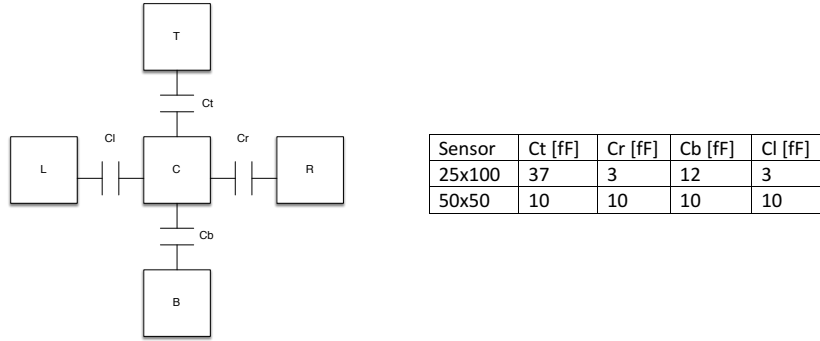 T
Ct
Cl
Cr
L
C
R
Cb
B
Sensor Ct [fF] Cr [fF] Cb [fF] Cl [fF]
25x100 37 3 12 3
50x50 10 10 10 10